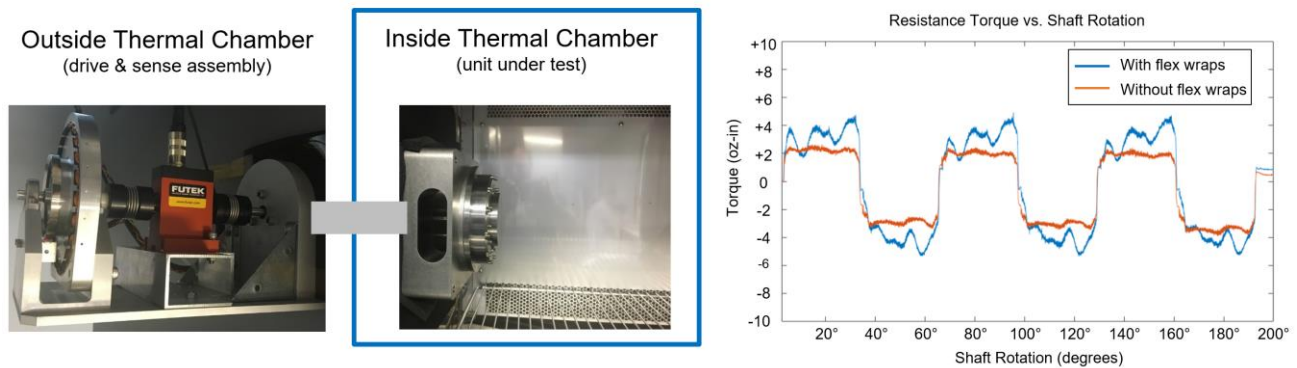 Outside Thermal Chamber
(drive & sense assembly)
FUTEK
Inside Thermal Chamber
(unit under test)
Resistance Torque vs. Shaft Rotation
With flex wraps
Without flex wraps
Torque (oz-in)
+10
+8
+6
+4
+2
0
-2
-4
-6
-8
-10
20° 40° 60° 80° 100° 120° 140° 160° 180° 200°
Shaft Rotation (degrees)